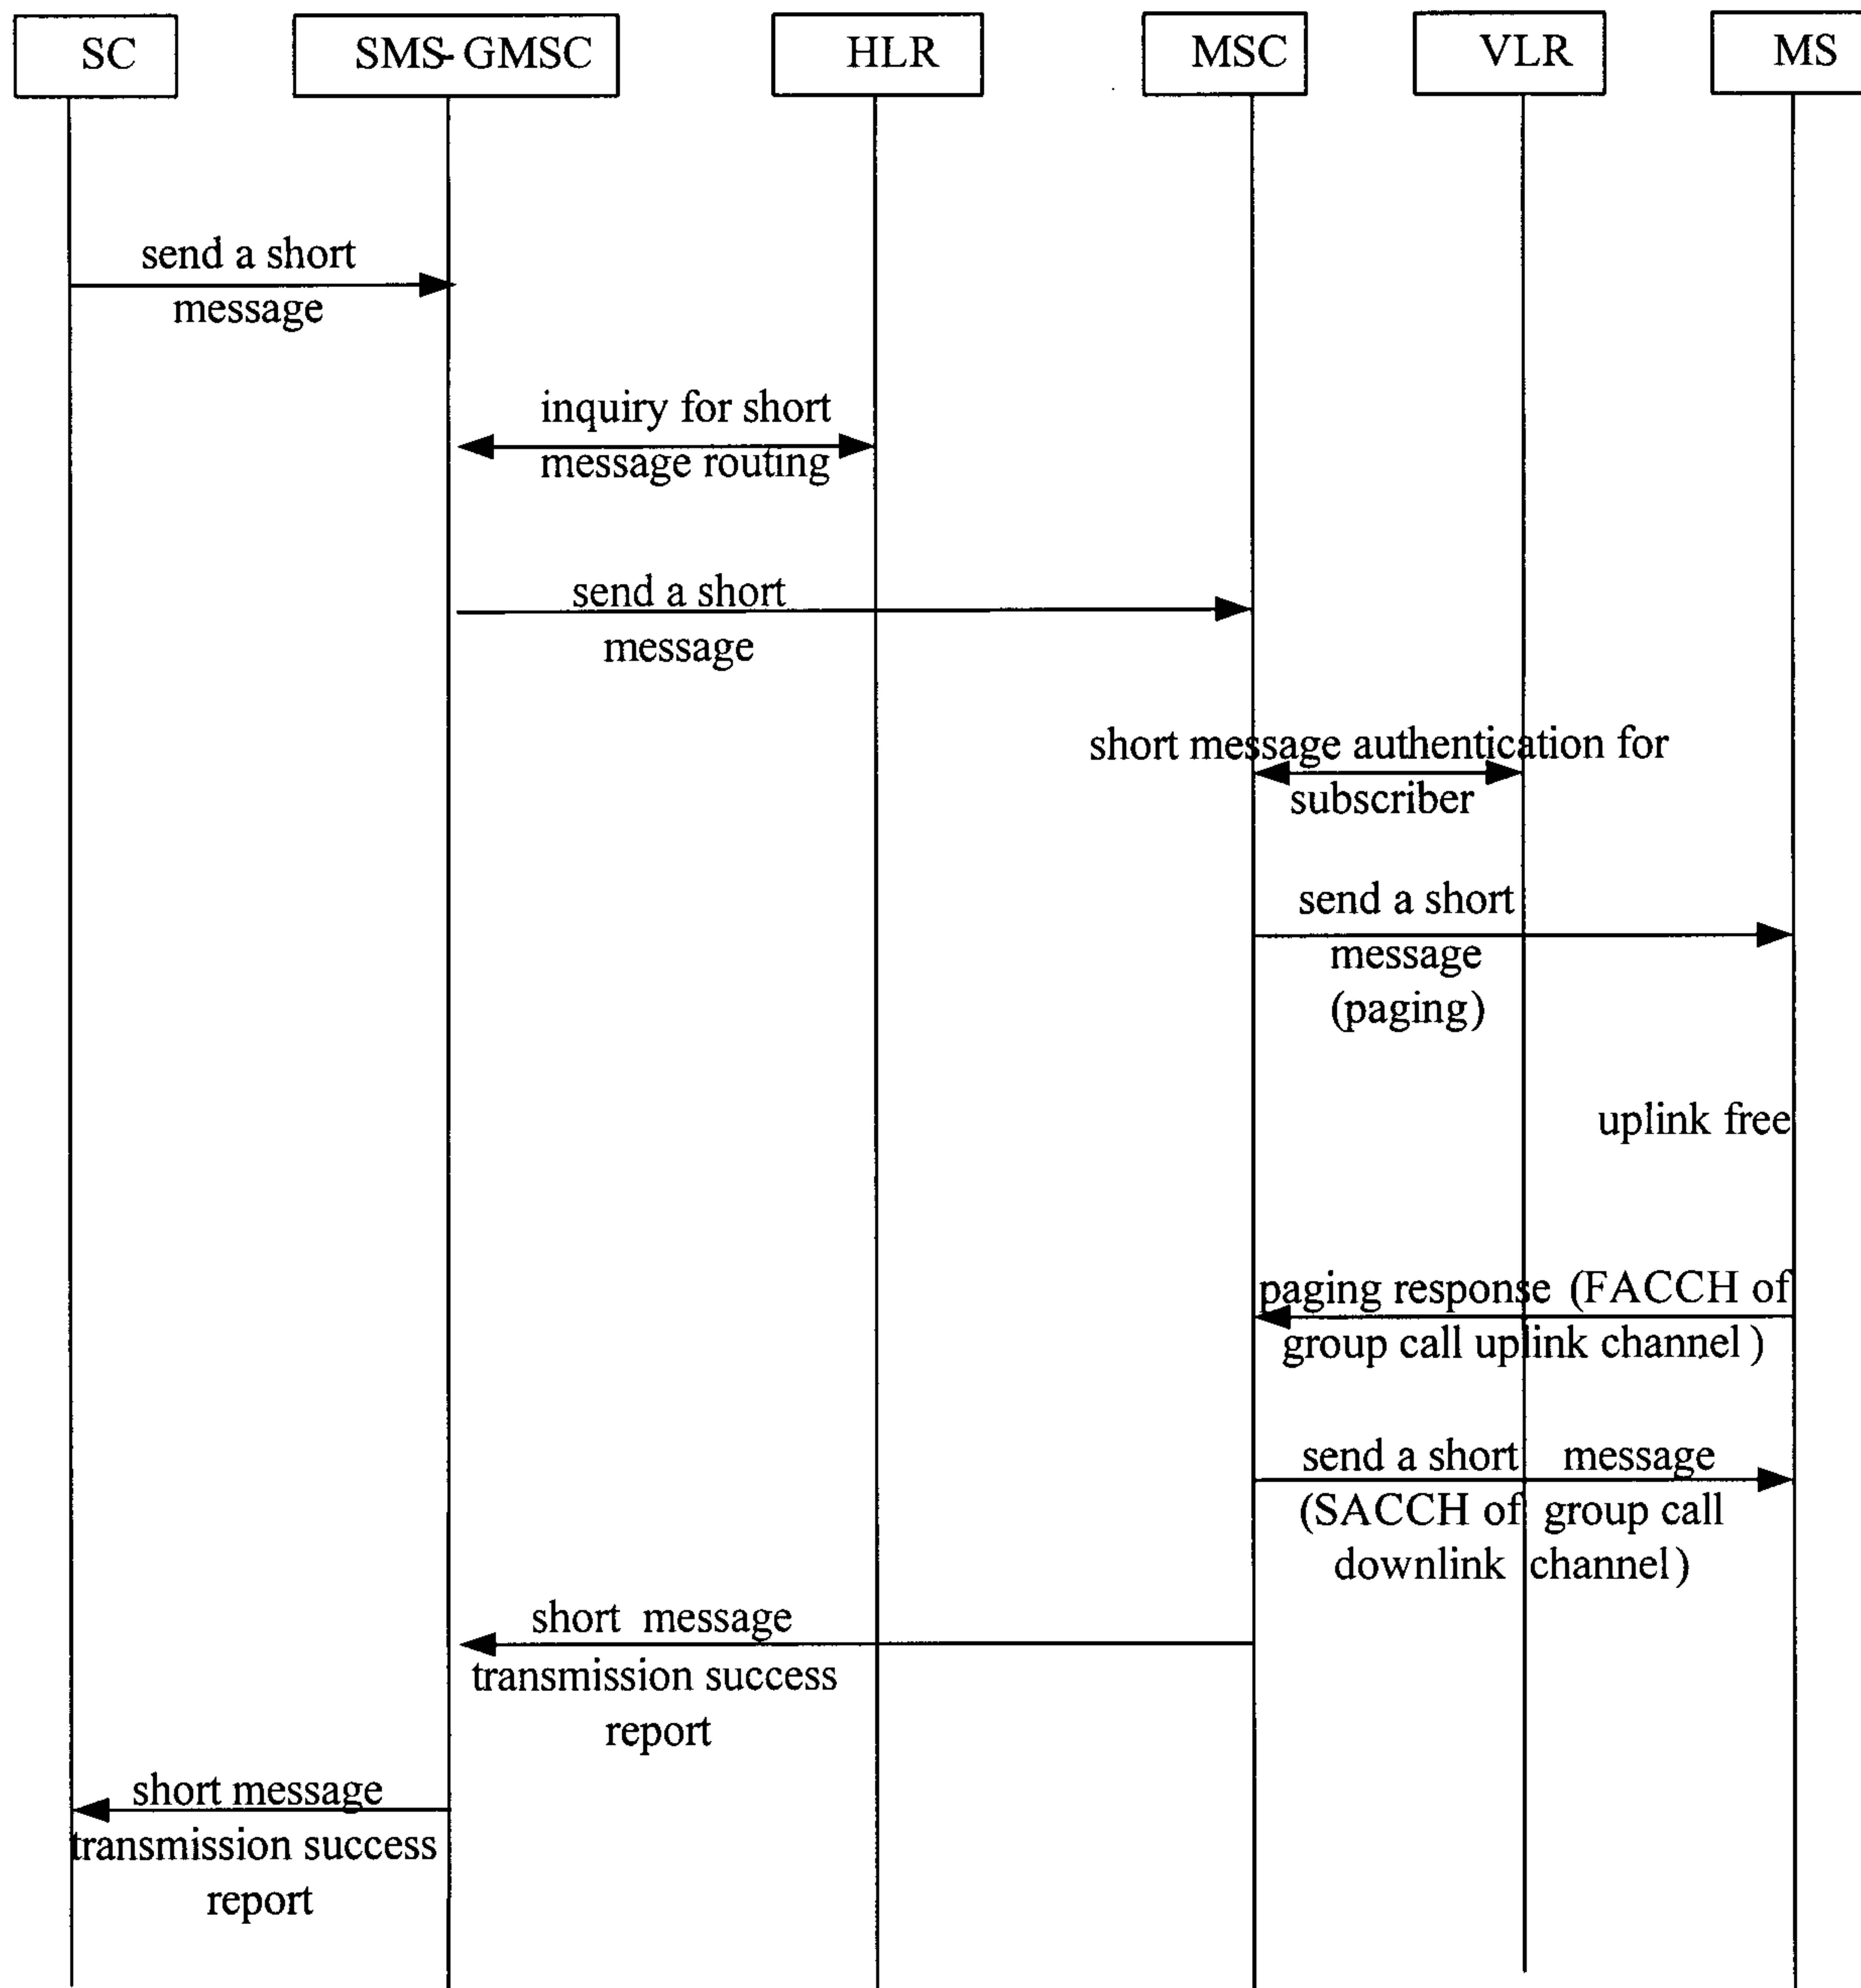 SC
SMS-GMSC
HLR
MSC
VLR
MS
send a short
message
inquiry for short
message routing
send a short
message
short message authentication for
subscriber
send a short
message
(paging)
uplink free
paging response (FACCH of
group call uplink channel)
send a short message
(SACCH of group call
downlink channel)
short message
transmission success
report
short message
transmission success
report